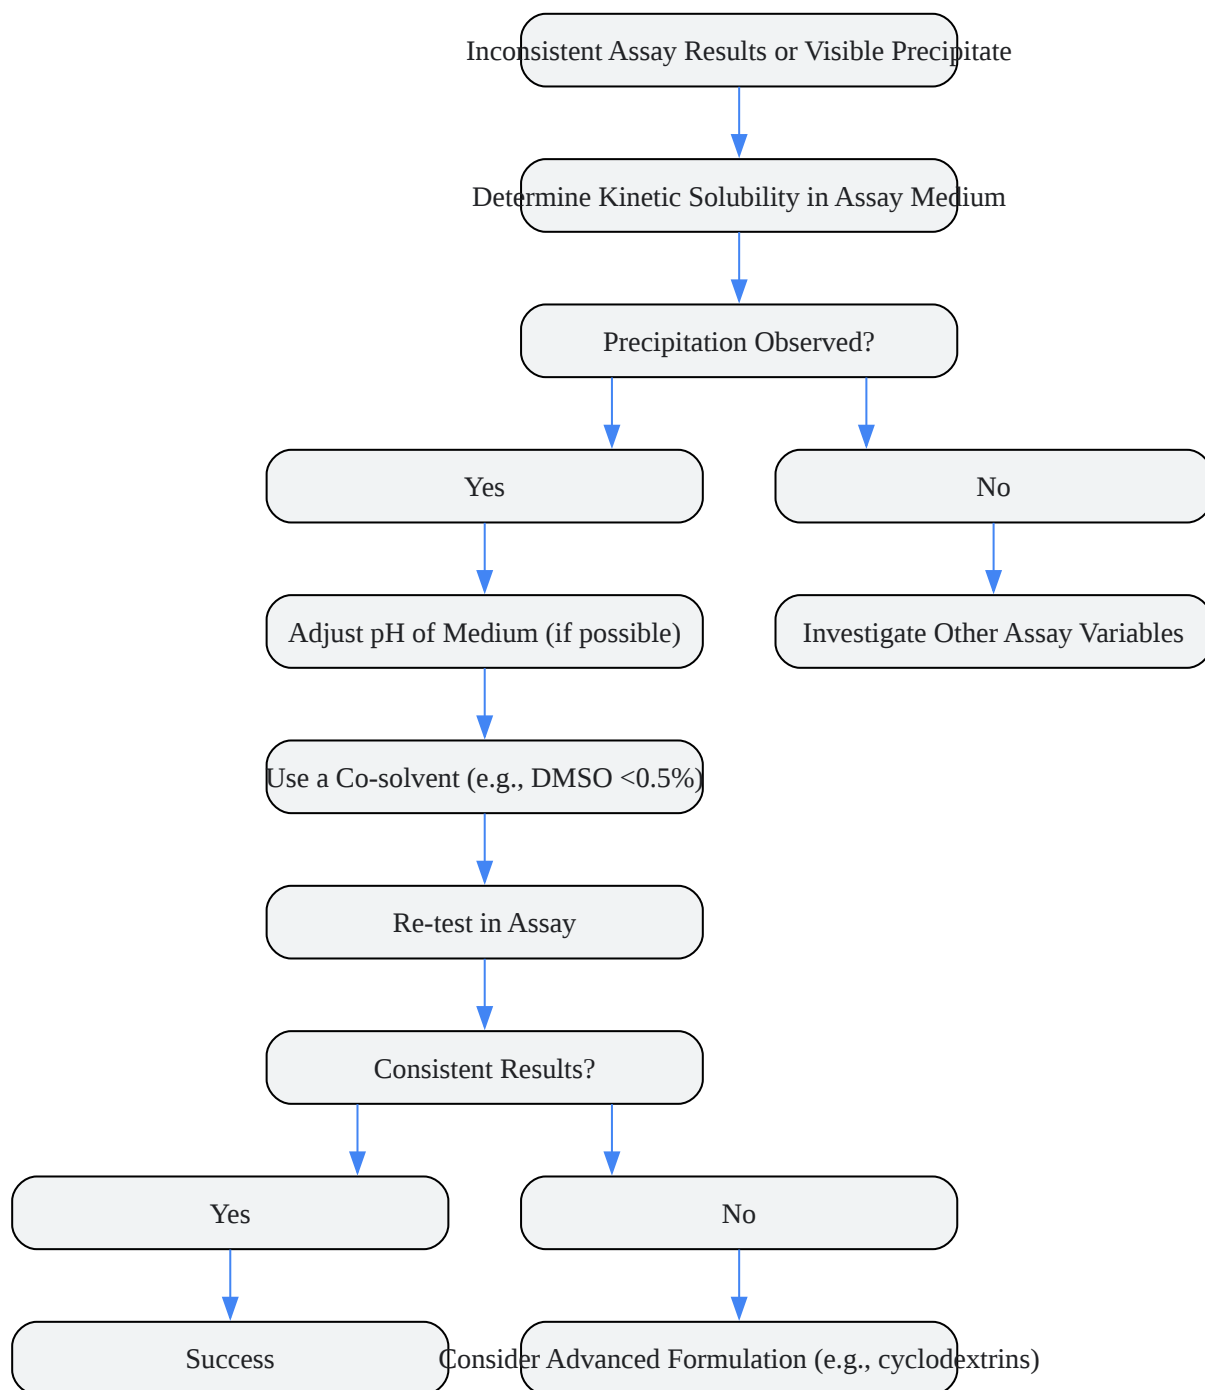 Inconsistent Assay Results or Visible Precipitate
Determine Kinetic Solubility in Assay Medium
Precipitation Observed?
Yes
No
Adjust pH of Medium (if possible)
Investigate Other Assay Variables
Use a Co-solvent (e.g., DMSO <0.5%)
Re-test in Assay
Consistent Results?
Yes
No
Success
Consider Advanced Formulation (e.g., cyclodextrins)